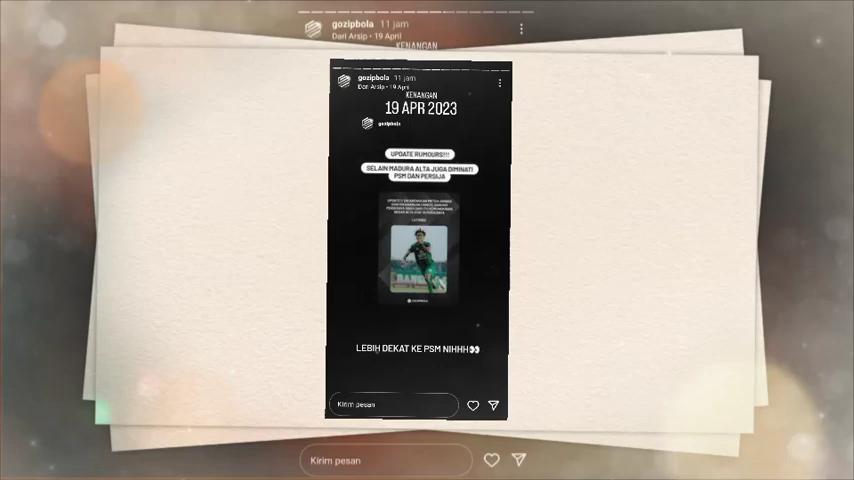 gozipbola 11 jam
Dari Arsip • 19 April
KENANGAN
gozipbola 11 jam
Dari Arsip • 19 April
KENANGAN
19 APR 2023
gozipbola
UPDATE RUMOURS!!!
SELAIN MADURA ALTA JUGA DIMINATI
PSM DAN PERSIJA
LEBIH DEKAT KE PSM NIHHH👀
Kirim pesan
Kirim pesan